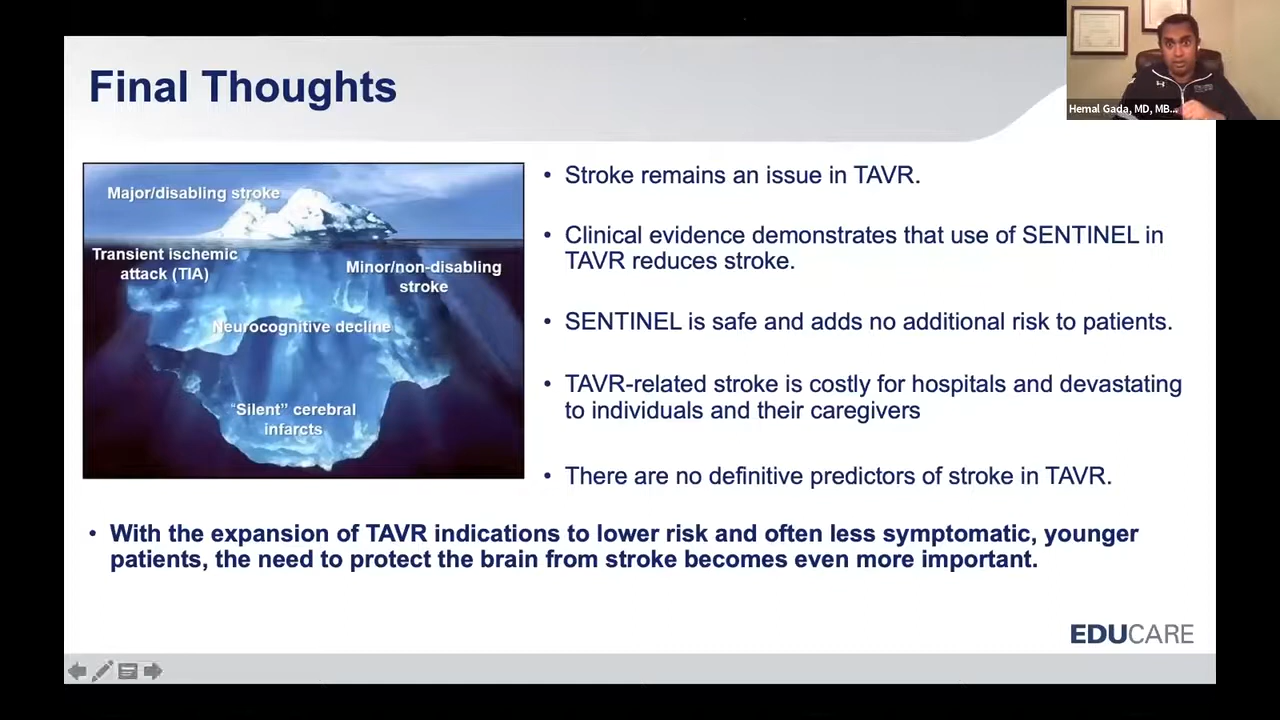 Final Thoughts
Hemal Gada, MD, MB...
Major/disabling stroke
Transient ischemic
attack (TIA)
Minor/non-disabling
stroke
Neurocognitive decline
“Silent” cerebral
infarcts
• Stroke remains an issue in TAVR.
• Clinical evidence demonstrates that use of SENTINEL in
TAVR reduces stroke.
• SENTINEL is safe and adds no additional risk to patients.
• TAVR-related stroke is costly for hospitals and devastating
to individuals and their caregivers
• There are no definitive predictors of stroke in TAVR.
• With the expansion of TAVR indications to lower risk and often less symptomatic, younger
patients, the need to protect the brain from stroke becomes even more important.
EDUCARE